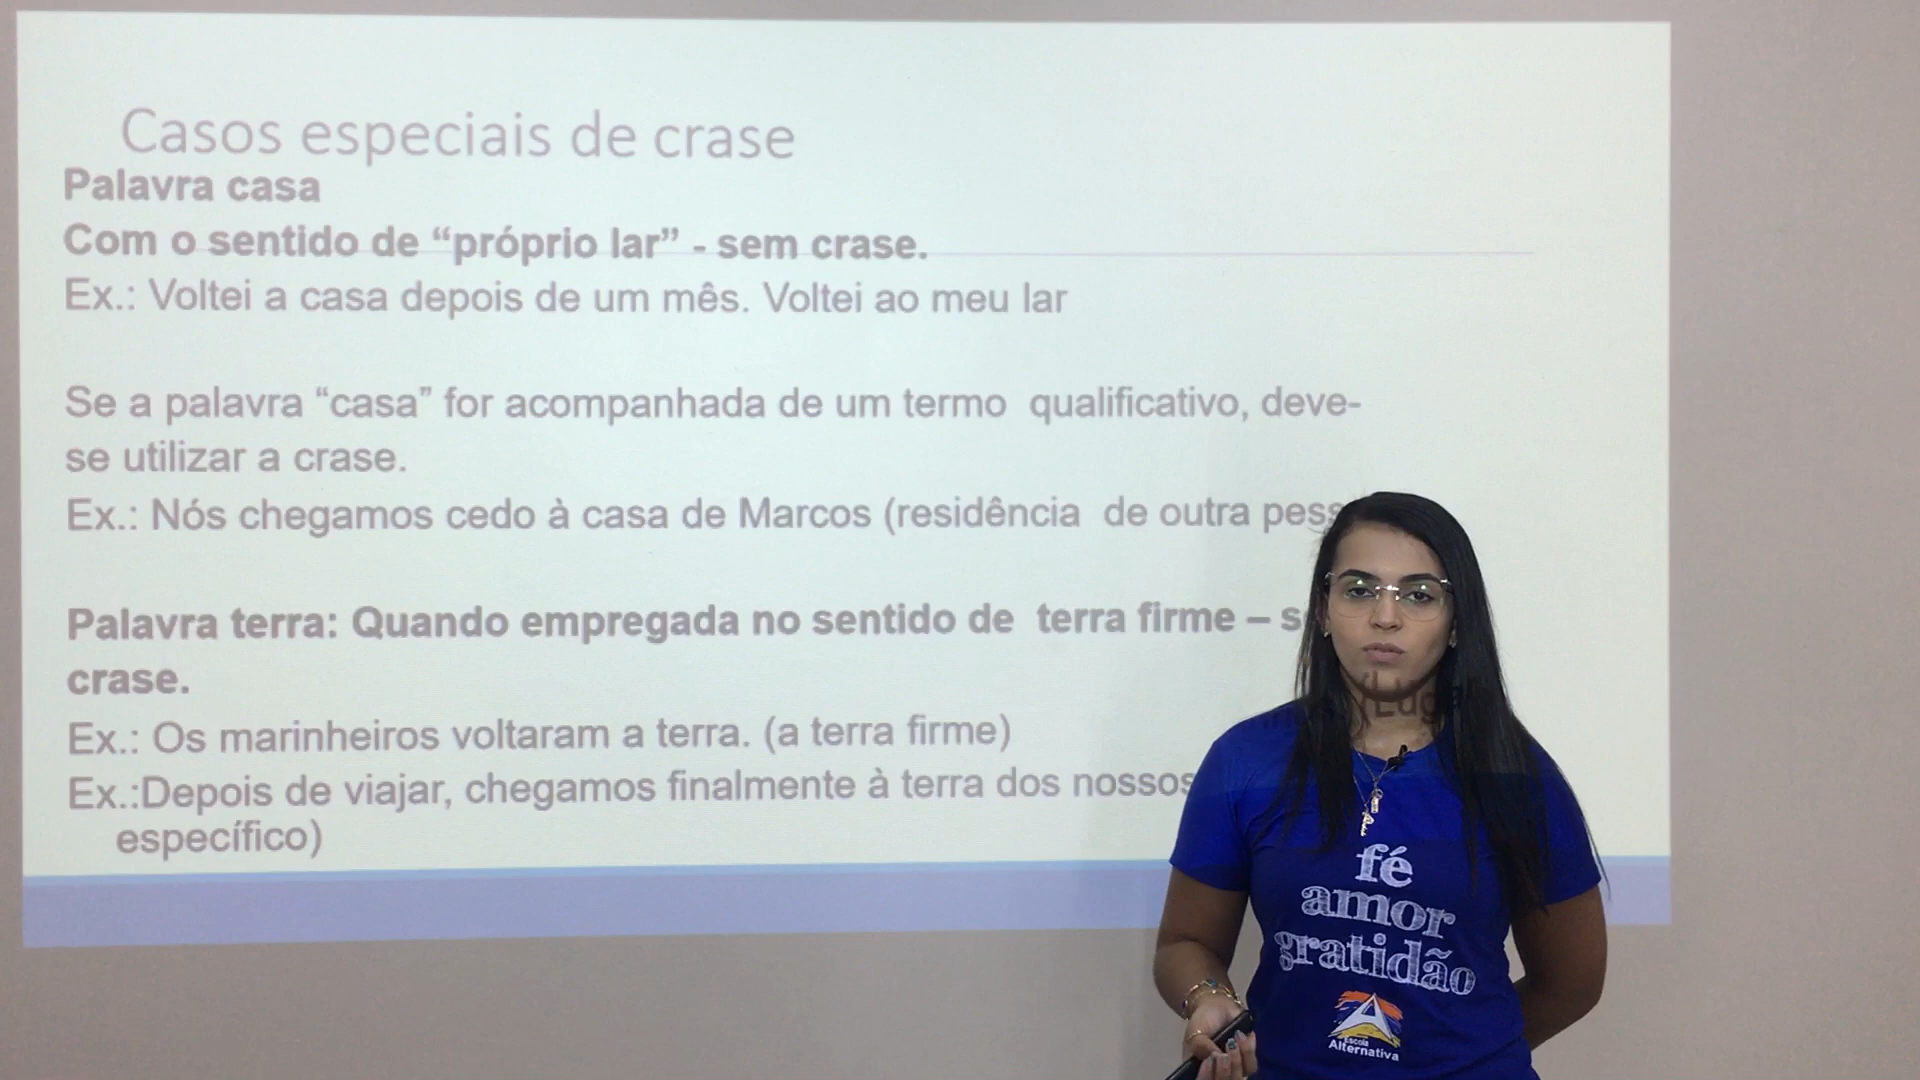 Casos especiais de crase
Palavra casa
Com o sentido de “próprio lar” - sem crase.
Ex.: Voltei a casa depois de um mês. Voltei ao meu lar
Se a palavra “casa” for acompanhada de um termo qualificativo, deve-
se utilizar a crase.
Ex.: Nós chegamos cedo à casa de Marcos (residência de outra
Palavra terra: Quando empregada no sentido de terra firme –
crase.
Ex.: Os marinheiros voltaram a terra. (a terra firme)
Ex.:Depois de viajar, chegamos finalmente à terra dos nossos
(Lugar
específico)
fé
amor
gratidão
Escola
Alternativa